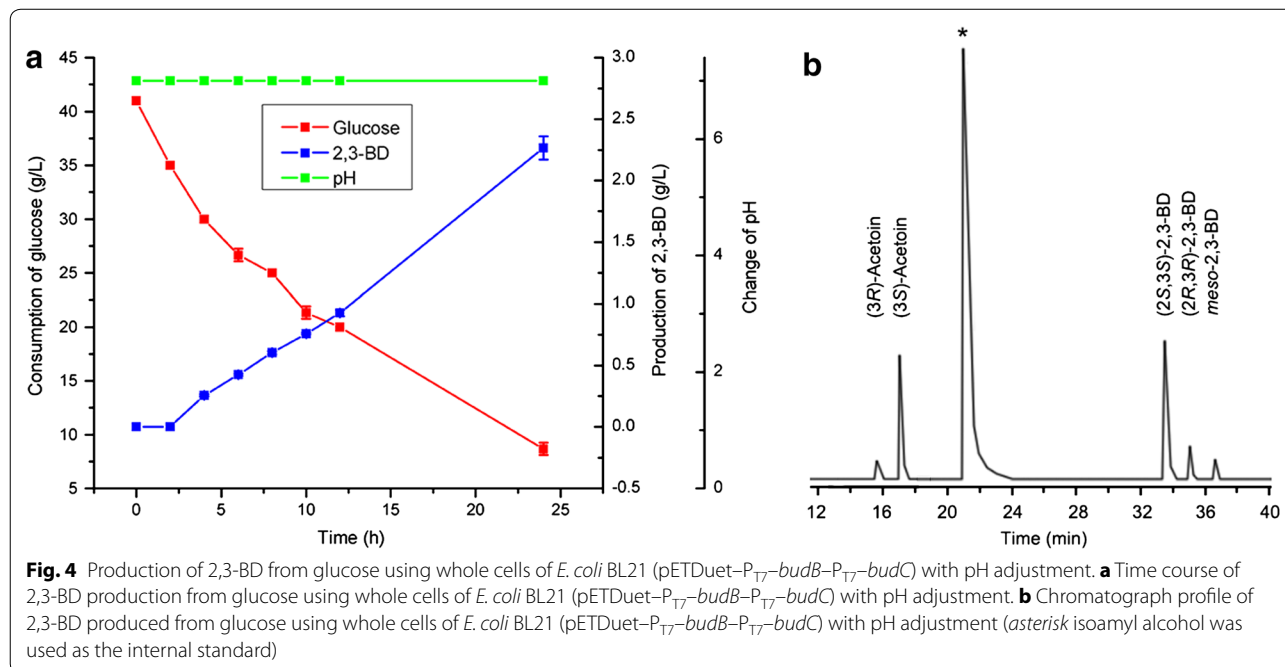 a
45
40
35
30
25
20
15
10
5
Consumption of glucose (g/L)
0
5
10
15
20
25
Time (h)
Glucose
2,3-BD
pH
3.0
2.5
2.0
1.5
1.0
0.5
0.0
-0.5
Production of 2,3-BD (g/L)
6
4
2
0
Change of pH
b
*
(3R)-Acetoin
(3S)-Acetoin
(2S,3S)-2,3-BD
(2R,3R)-2,3-BD
meso-2,3-BD
12
16
20
24
28
32
36
40
Time (min)
Fig. 4 Production of 2,3-BD from glucose using whole cells of E. coli BL21 (pETDuet–PT7–budB–PT7–budC) with pH adjustment. a Time course of
2,3-BD production from glucose using whole cells of E. coli BL21 (pETDuet–PT7–budB–PT7–budC) with pH adjustment. b Chromatograph profile of
2,3-BD produced from glucose using whole cells of E. coli BL21 (pETDuet–PT7–budB–PT7–budC) with pH adjustment (asterisk isoamyl alcohol was
used as the internal standard)